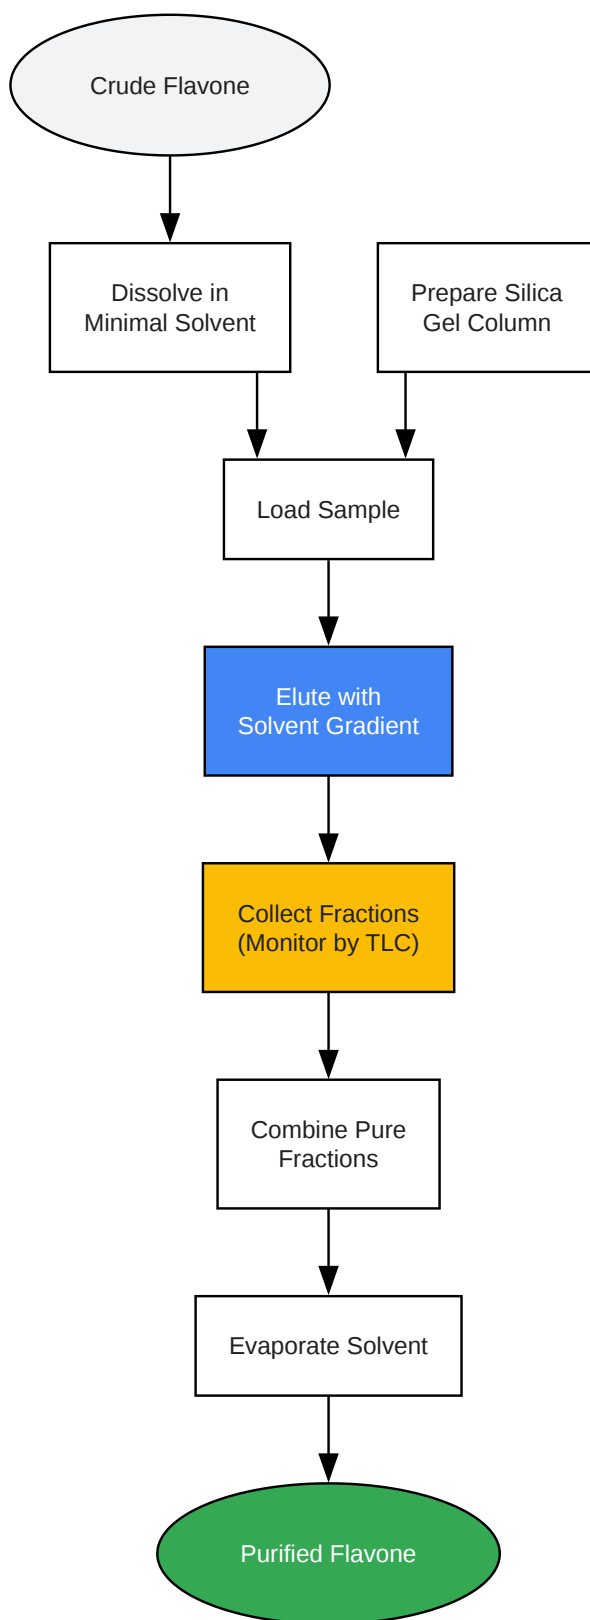 Crude Flavone
Dissolve in
Minimal Solvent
Prepare Silica
Gel Column
Load Sample
Elute with
Solvent Gradient
Collect Fractions
(Monitor by TLC)
Combine Pure
Fractions
Evaporate Solvent
Purified Flavone